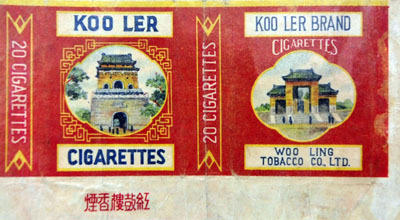 20 CIGARETTES
KOO LER
CIGARETTES
20 CIGARETTES
KOO LER BRAND
CIGARETTES
WOO LING
TOBACCO CO., LTD.
煙香樓鼓紅